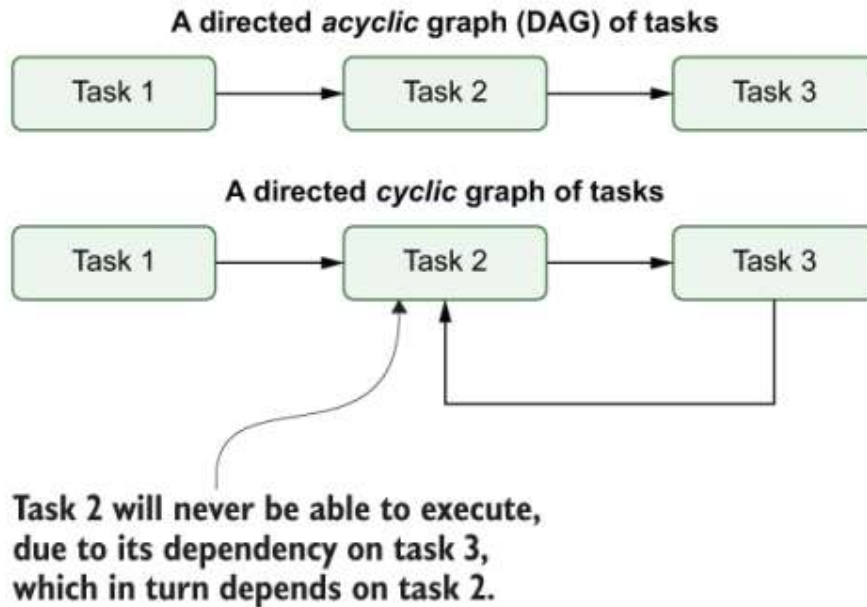 A directed acyclic graph (DAG) of tasks
Task 1
Task 2
Task 3
A directed cyclic graph of tasks
Task 1
Task 2
Task 3
Task 2 will never be able to execute,
due to its dependency on task 3,
which in turn depends on task 2.